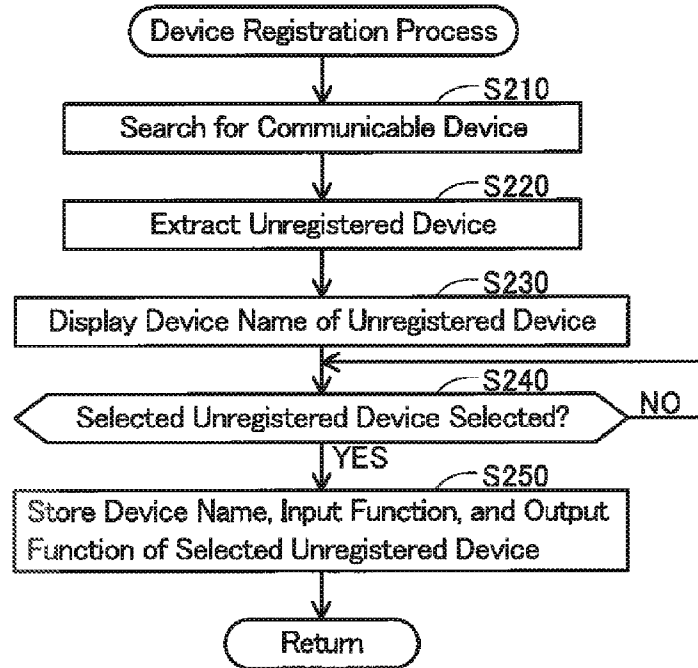 Device Registration Process
S210
Search for Communicable Device
S220
Extract Unregistered Device
S230
Display Device Name of Unregistered Device
S240
Selected Unregistered Device Selected?
NO
YES
S250
Store Device Name, Input Function, and Output
Function of Selected Unregistered Device
Return